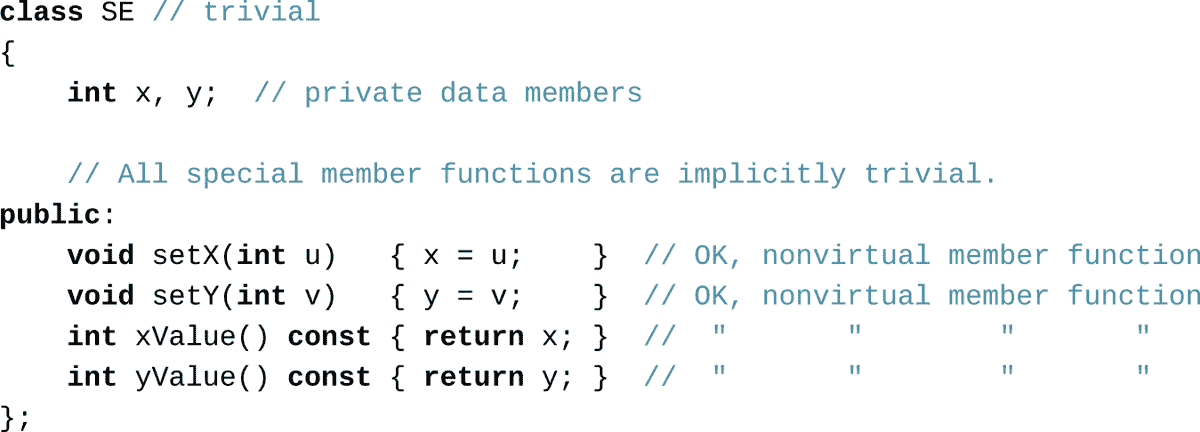 class SE // trivial
{
    int x, y;  // private data members

    // All special member functions are implicitly trivial.
public:
    void setX(int u)   { x = u;    }  // OK, nonvirtual member function
    void setY(int v)   { y = v;    }  // OK, nonvirtual member function
    int xValue() const { return x; }  //  "       "        "       "
    int yValue() const { return y; }  //  "       "        "       "
};